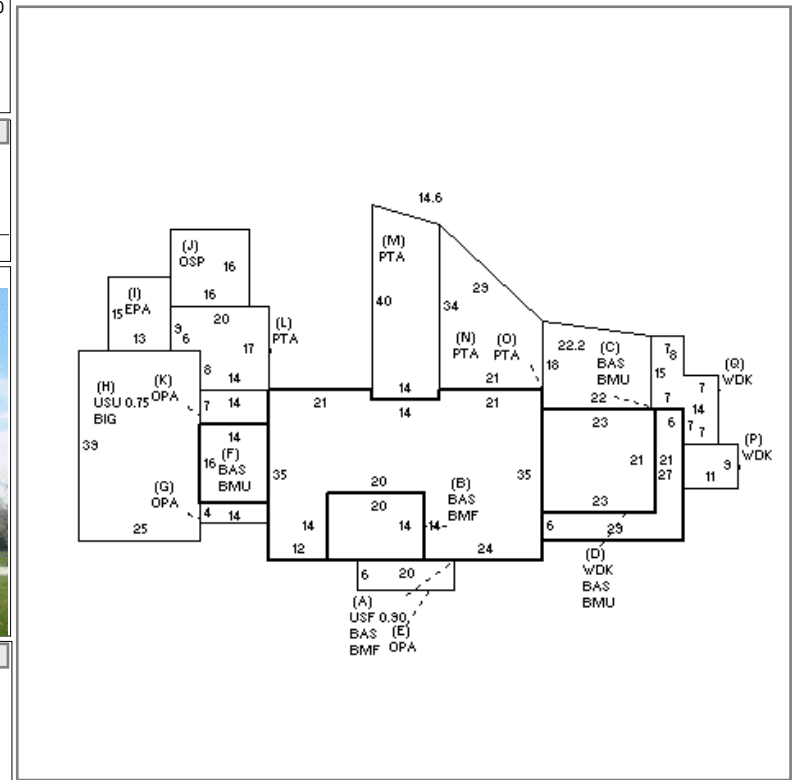 14.6
(J)
OSP
16
16
(M)
PTA
40
(I)
15 EPA
13
20
9
6
17
8
14
(L)
PTA
29
34
(N)
PTA
(O)
PTA
21
22.2
18
(C)
BAS
BMU
22
7
8
15
7
(Q)
WDK
7
14
7
7
(H)
USU 0.75
BIG
39
25
(K)
OPA
7
14
14
16
(F)
BAS
BMU
(G)
OPA
4
14
21
14
14
21
35
35
20
20
14
14
14
(B)
BAS
BMF
12
24
23
21
23
6
21
27
6
29
(P)
WDK
9
11
(D)
WDK
BAS
BMU
6
20
(A)
USF 0.90
BAS
BMF
(E)
OPA